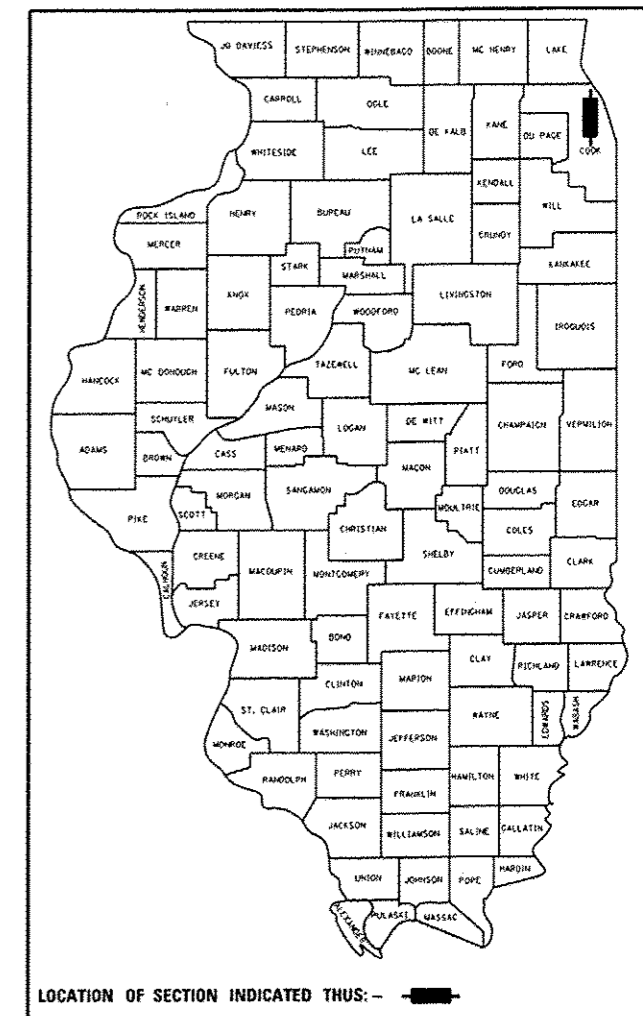 JO DAVIESS STEPHENSON WINNEBAGO BOONE MC HENRY LAKE
CARROLL OGLE DE KALB KANE DU PAGE COOK
WHITESIDE LEE KENDALL WILL
ROCK ISLAND HENRY BUREAU LA SALLE GRUNDY
MERCER PUTNAM KANKAKEE
STARK MARSHALL
HENDERSON WARREN KNOX PEORIA WOODFORD LIVINGSTON IROQUOIS
HANCOCK MC DONOUGH FULTON TAZEWELL MC LEAN FORD
SCHUYLER MASON LOGAN DE WITT CHAMPAIGN VERMILION
ADAMS BROWN CASS MENARD MACON PIATT
PIKE SCOTT MORGAN SANGAMON MOULTRIE DOUGLAS EDGAR
CHRISTIAN COLES
CALHOUN GREENE MACOUPIN MONTGOMERY SHELBY CUMBERLAND CLARK
JERSEY FAYETTE EFFINGHAM JASPER CRAWFORD
MADISON BOND CLAY RICHLAND LAWRENCE
CLINTON MARION
ST. CLAIR WASHINGTON WAYNE EDWARDS WABASH
MONROE JEFFERSON
RANDOLPH PERRY HAMILTON WHITE
FRANKLIN
JACKSON WILLIAMSON SALINE GALLATIN
UNION JOHNSON POPE HARDIN
ALEXANDER PULASKI MASSAC
LOCATION OF SECTION INDICATED THUS: -